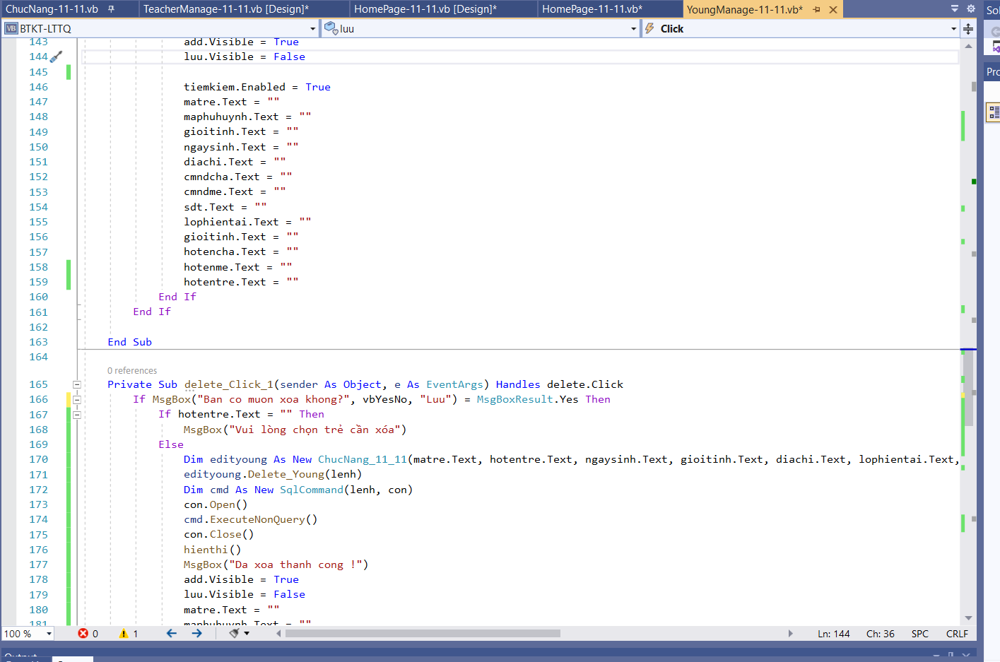 ChucNang-11-11.vb TeacherManage-11-11.vb [Design]* HomePage-11-11.vb [Design]* HomePage-11-11.vb* YoungManage-11-11.vb*
VB BTKT-LTTQ luu Click
143 add.Visible = True
144 luu.Visible = False
145
146 tiemkiem.Enabled = True
147 matre.Text = ""
148 maphuhuynh.Text = ""
149 gioitinh.Text = ""
150 ngaysinh.Text = ""
151 diachi.Text = ""
152 cmndcha.Text = ""
153 cmndme.Text = ""
154 sdt.Text = ""
155 lophientai.Text = ""
156 gioitinh.Text = ""
157 hotencha.Text = ""
158 hotenme.Text = ""
159 hotentre.Text = ""
160 End If
161 End If
162
163 End Sub
164
0 references
165 Private Sub delete_Click_1(sender As Object, e As EventArgs) Handles delete.Click
166 If MsgBox("Ban co muon xoa khong?", vbYesNo, "Luu") = MsgBoxResult.Yes Then
167 If hotentre.Text = "" Then
168 MsgBox("Vui lòng chọn trẻ cần xóa")
169 Else
170 Dim edityoung As New ChucNang_11_11(matre.Text, hotentre.Text, ngaysinh.Text, gioitinh.Text, diachi.Text, lophientai.Text,
171 edityoung.Delete_Young(lenh)
172 Dim cmd As New SqlCommand(lenh, con)
173 con.Open()
174 cmd.ExecuteNonQuery()
175 con.Close()
176 hienthi()
177 MsgBox("Da xoa thanh cong !")
178 add.Visible = True
179 luu.Visible = False
180 matre.Text = ""
181 maphuhuynh.Text = ""
100 % 0 1 Ln: 144 Ch: 36 SPC CRLF
Output
Sol
Pro